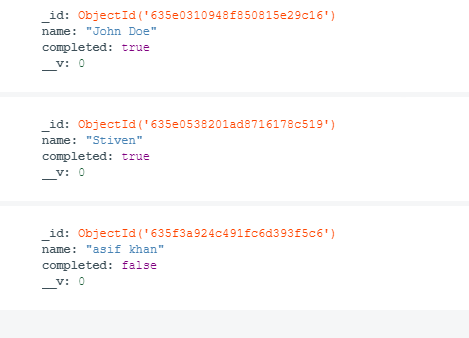 _id: ObjectId('635e0310948f850815e29c16')
name: "John Doe"
completed: true
__v: 0
_id: ObjectId('635e0538201ad8716178c519')
name: "Stiven"
completed: true
__v: 0
_id: ObjectId('635f3a924c491fc6d393f5c6')
name: "asif khan"
completed: false
__v: 0